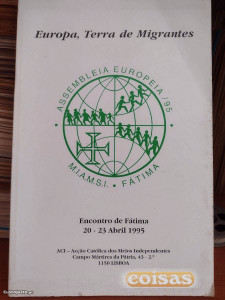 Europa, Terra de Migrantes
ASSEMBLEIA EUROPEIA/95
M.I.A.M.S.I. • FÁTIMA
Encontro de Fátima
20 - 23 Abril 1995
ACI - Acção Católica dos Meios Independentes
Campo Mártires da Pátria, 43 - 2.º
1150 LISBOA
coisas